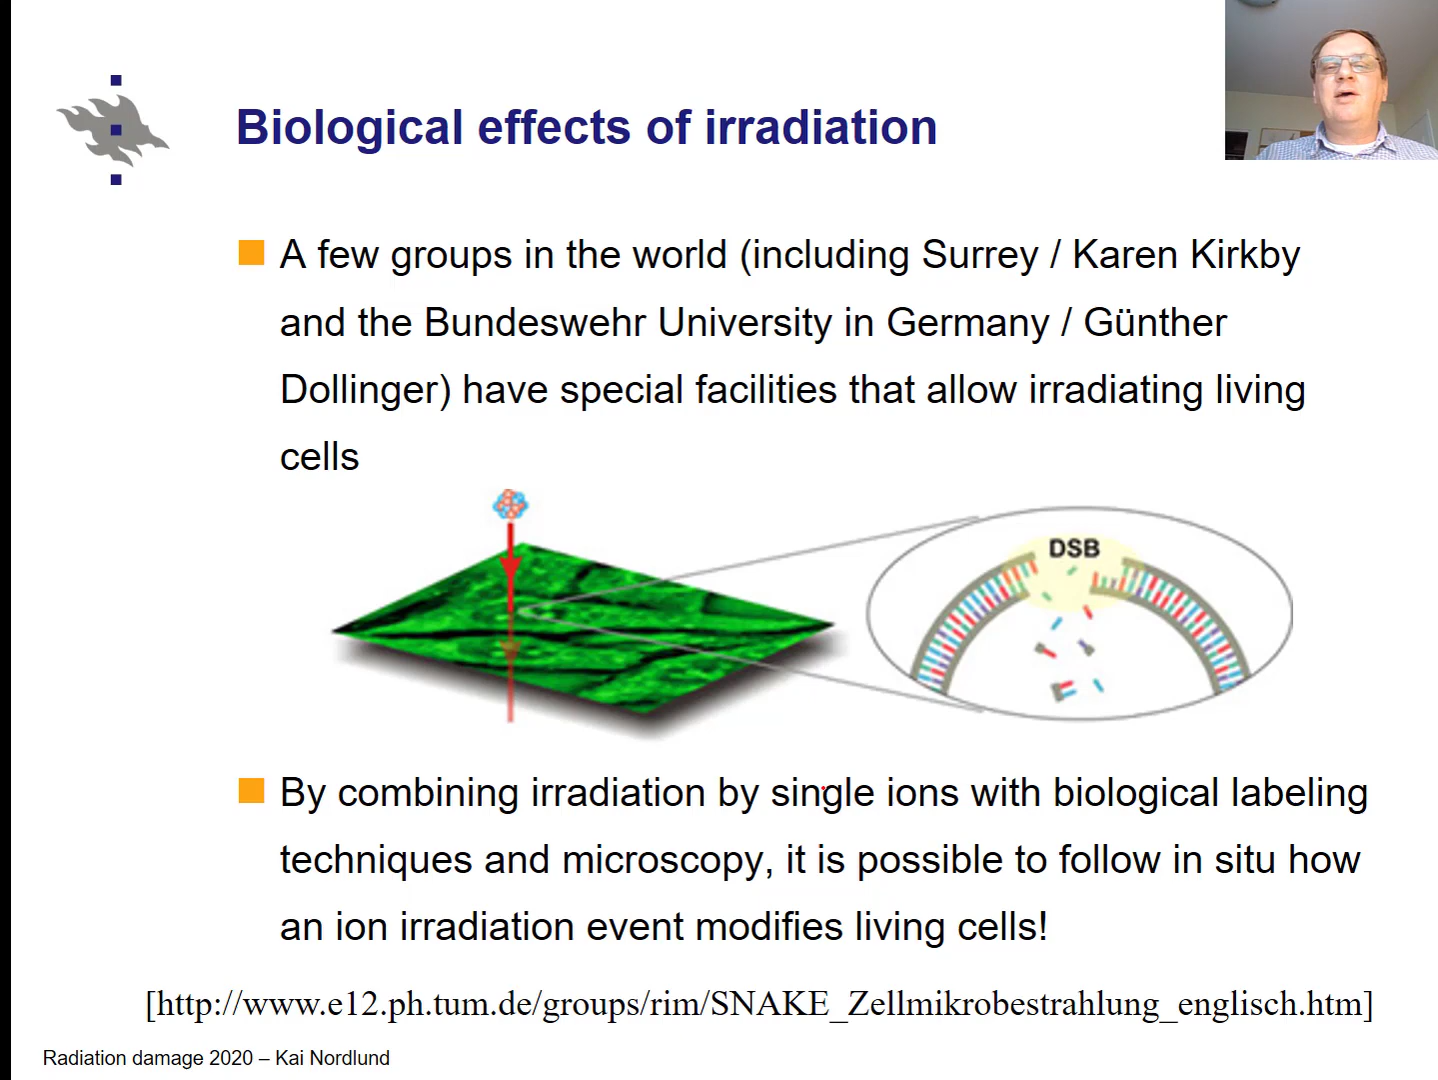 Biological effects of irradiation
A few groups in the world (including Surrey / Karen Kirkby
and the Bundeswehr University in Germany / Günther
Dollinger) have special facilities that allow irradiating living
cells
DSB
By combining irradiation by single ions with biological labeling
techniques and microscopy, it is possible to follow in situ how
an ion irradiation event modifies living cells!
[http://www.e12.ph.tum.de/groups/rim/SNAKE_Zellmikrobestrahlung_englisch.htm]
Radiation damage 2020 – Kai Nordlund